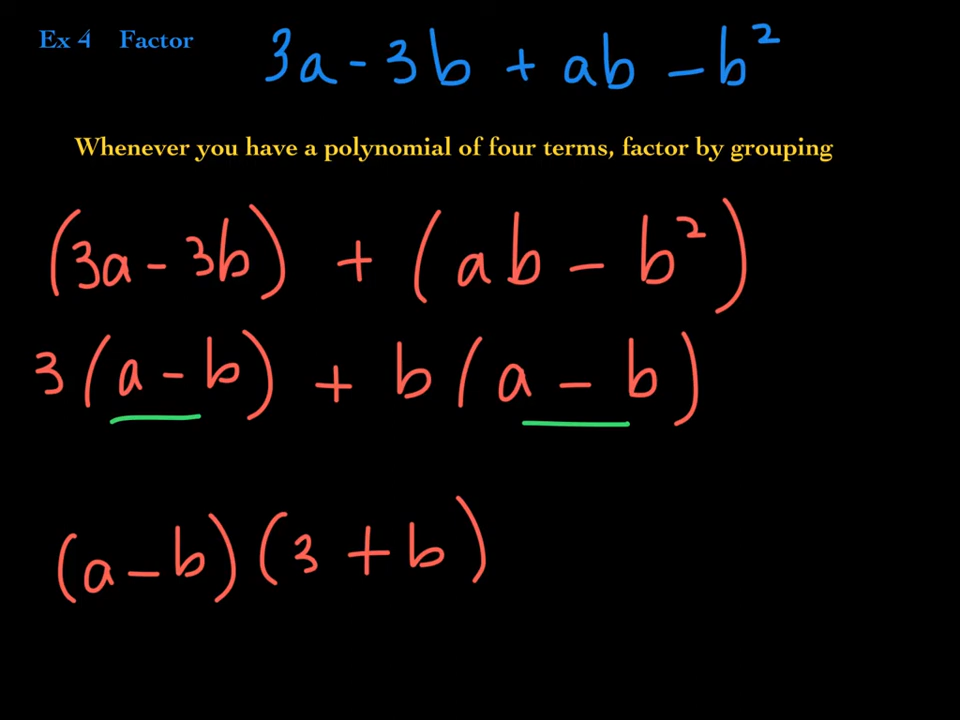 Ex 4 Factor 3a - 3b + ab - b²
Whenever you have a polynomial of four terms, factor by grouping
(3a - 3b) + (ab - b²)
3(a - b) + b(a - b)
(a - b)(3 + b)